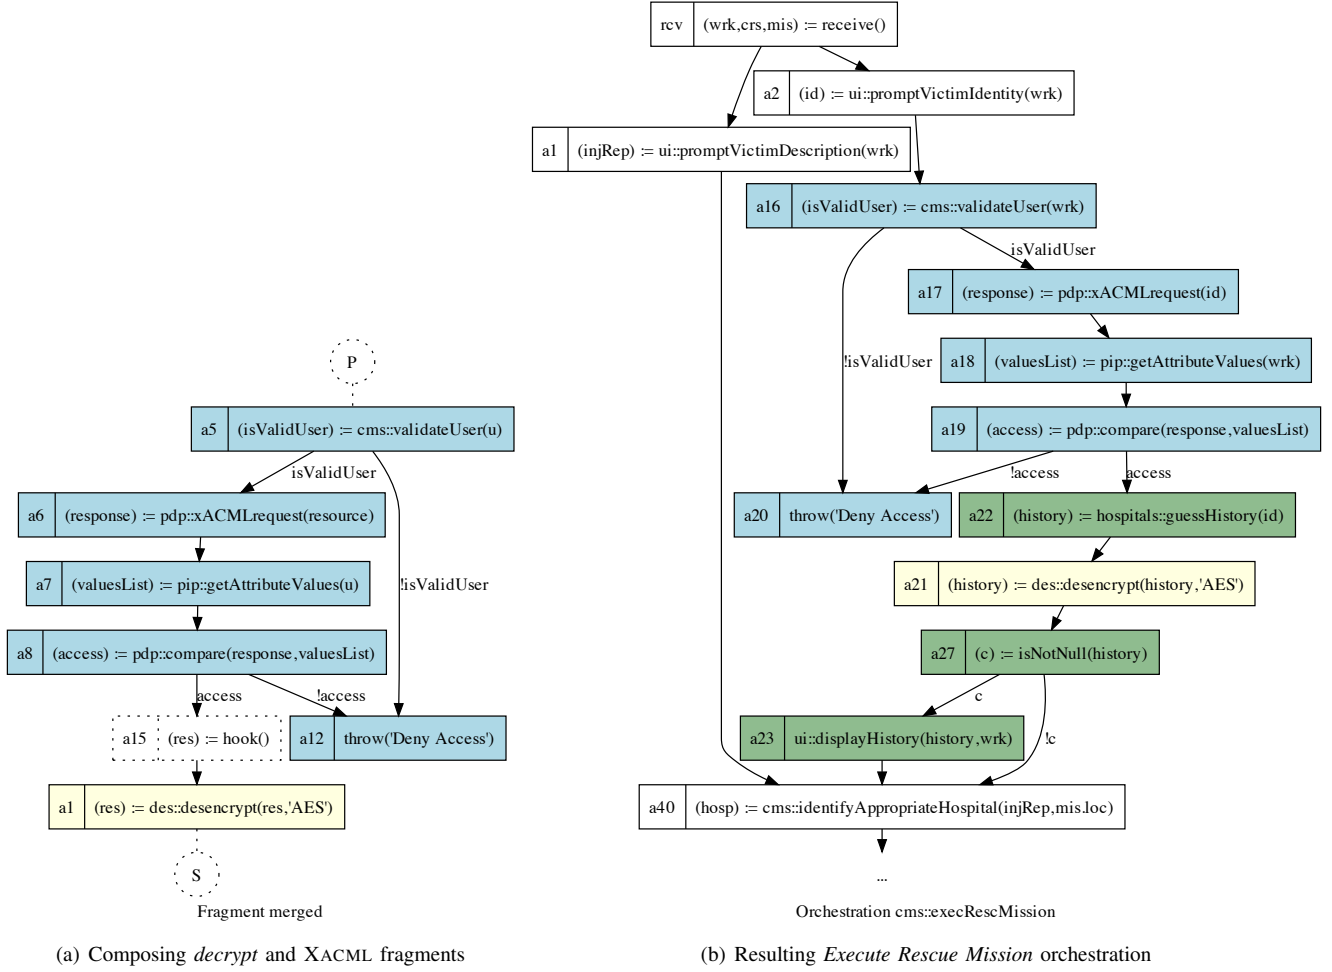 P
a5 (isValidUser) := cms::validateUser(u)
isValidUser
a6 (response) := pdp::xACMLrequest(resource)
a7 (valuesList) := pip::getAttributeValues(u)
!isValidUser
a8 (access) := pdp::compare(response,valuesList)
access
!access
a15 (res) := hook()
a12 throw('Deny Access')
a1 (res) := des::desencrypt(res,'AES')
S
Fragment merged
(a) Composing decrypt and XACML fragments
rcv (wrk,crs,mis) := receive()
a2 (id) := ui::promptVictimIdentity(wrk)
a1 (injRep) := ui::promptVictimDescription(wrk)
a16 (isValidUser) := cms::validateUser(wrk)
isValidUser
a17 (response) := pdp::xACMLrequest(id)
!isValidUser
a18 (valuesList) := pip::getAttributeValues(wrk)
a19 (access) := pdp::compare(response,valuesList)
!access
access
a20 throw('Deny Access')
a22 (history) := hospitals::guessHistory(id)
a21 (history) := des::desencrypt(history,'AES')
a27 (c) := isNotNull(history)
c
a23 ui::displayHistory(history,wrk)
!c
a40 (hosp) := cms::identifyAppropriateHospital(injRep,mis.loc)
...
Orchestration cms::execRescMission
(b) Resulting Execute Rescue Mission orchestration